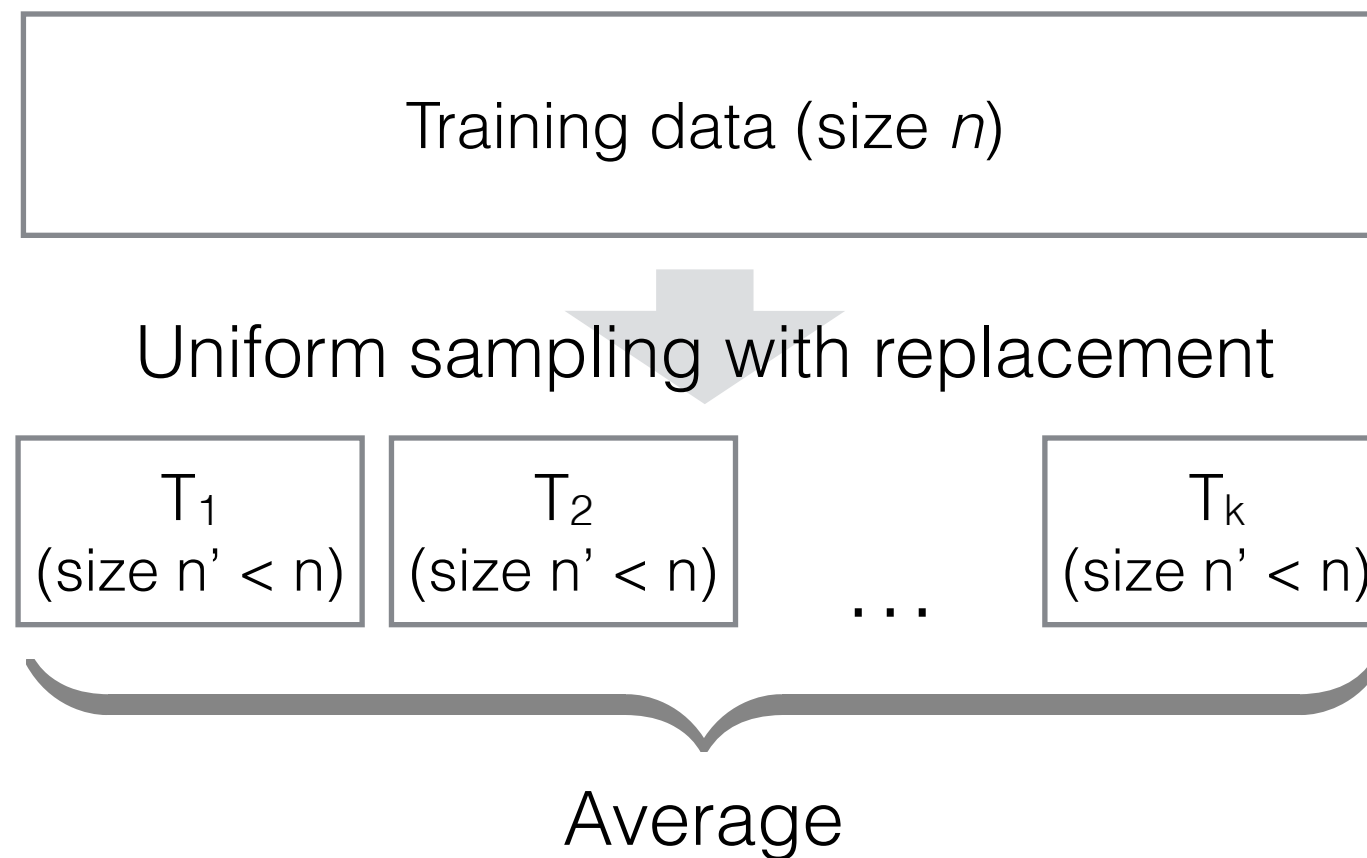 Training data (size n)
Uniform sampling with replacement
T₁
(size n’ < n)
T₂
(size n’ < n)
...
Tₖ
(size n’ < n)
Average